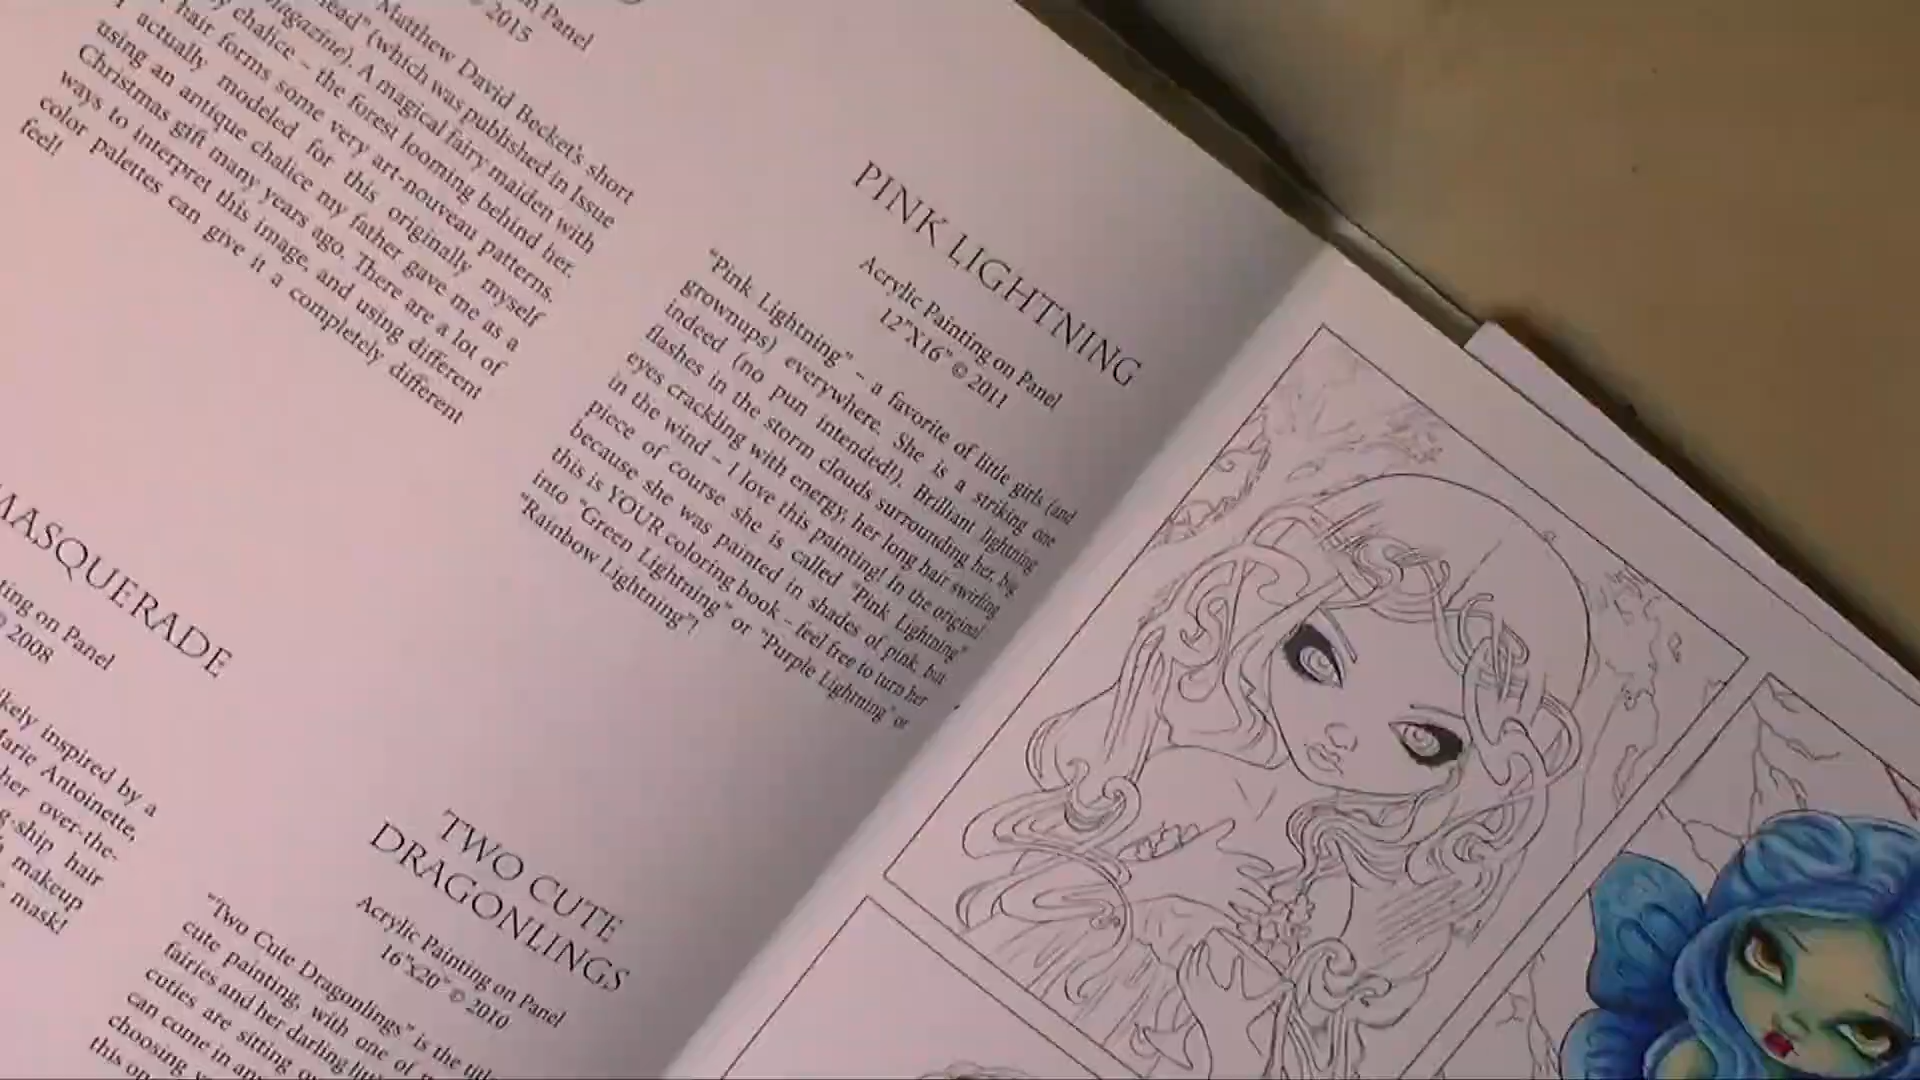 n Panel
© 2015
head" (which was published in Issue
Matthew David Becket's short
Magazine). A magical fairy maiden with
y chalice – the forest looming behind her.
hair forms some very art-nouveau patterns.
actually modeled for this originally myself
using an antique chalice my father gave me as a
Christmas gift many years ago. There are a lot of
ways to interpret this image, and using different
color palettes can give it a completely different
feel!
MASQUERADE
ting on Panel
© 2008
kely inspired by a
Marie Antoinette,
her over-the-
g-ship hair
makeup
mask!
PINK LIGHTNING
Acrylic Painting on Panel
12"X16" © 2011
"Pink Lightning" – a favorite of little girls (and
grownups) everywhere. She is a striking one
indeed (no pun intended!). Brilliant lightning
flashes in the storm clouds surrounding her, big
eyes crackling with energy, her long hair swirling
in the wind – I love this painting! In the original
piece of course she is called "Pink Lightning"
because she was painted in shades of pink, but
this is YOUR coloring book – feel free to turn her
into "Green Lightning" or "Purple Lightning" or
"Rainbow Lightning"!
TWO CUTE
DRAGONLINGS
Acrylic Painting on Panel
16"x20" © 2010
"Two Cute Dragonlings" is the title
cute painting, with one of
fairies and her darling
cuties are sitting
can come in
choosing
this